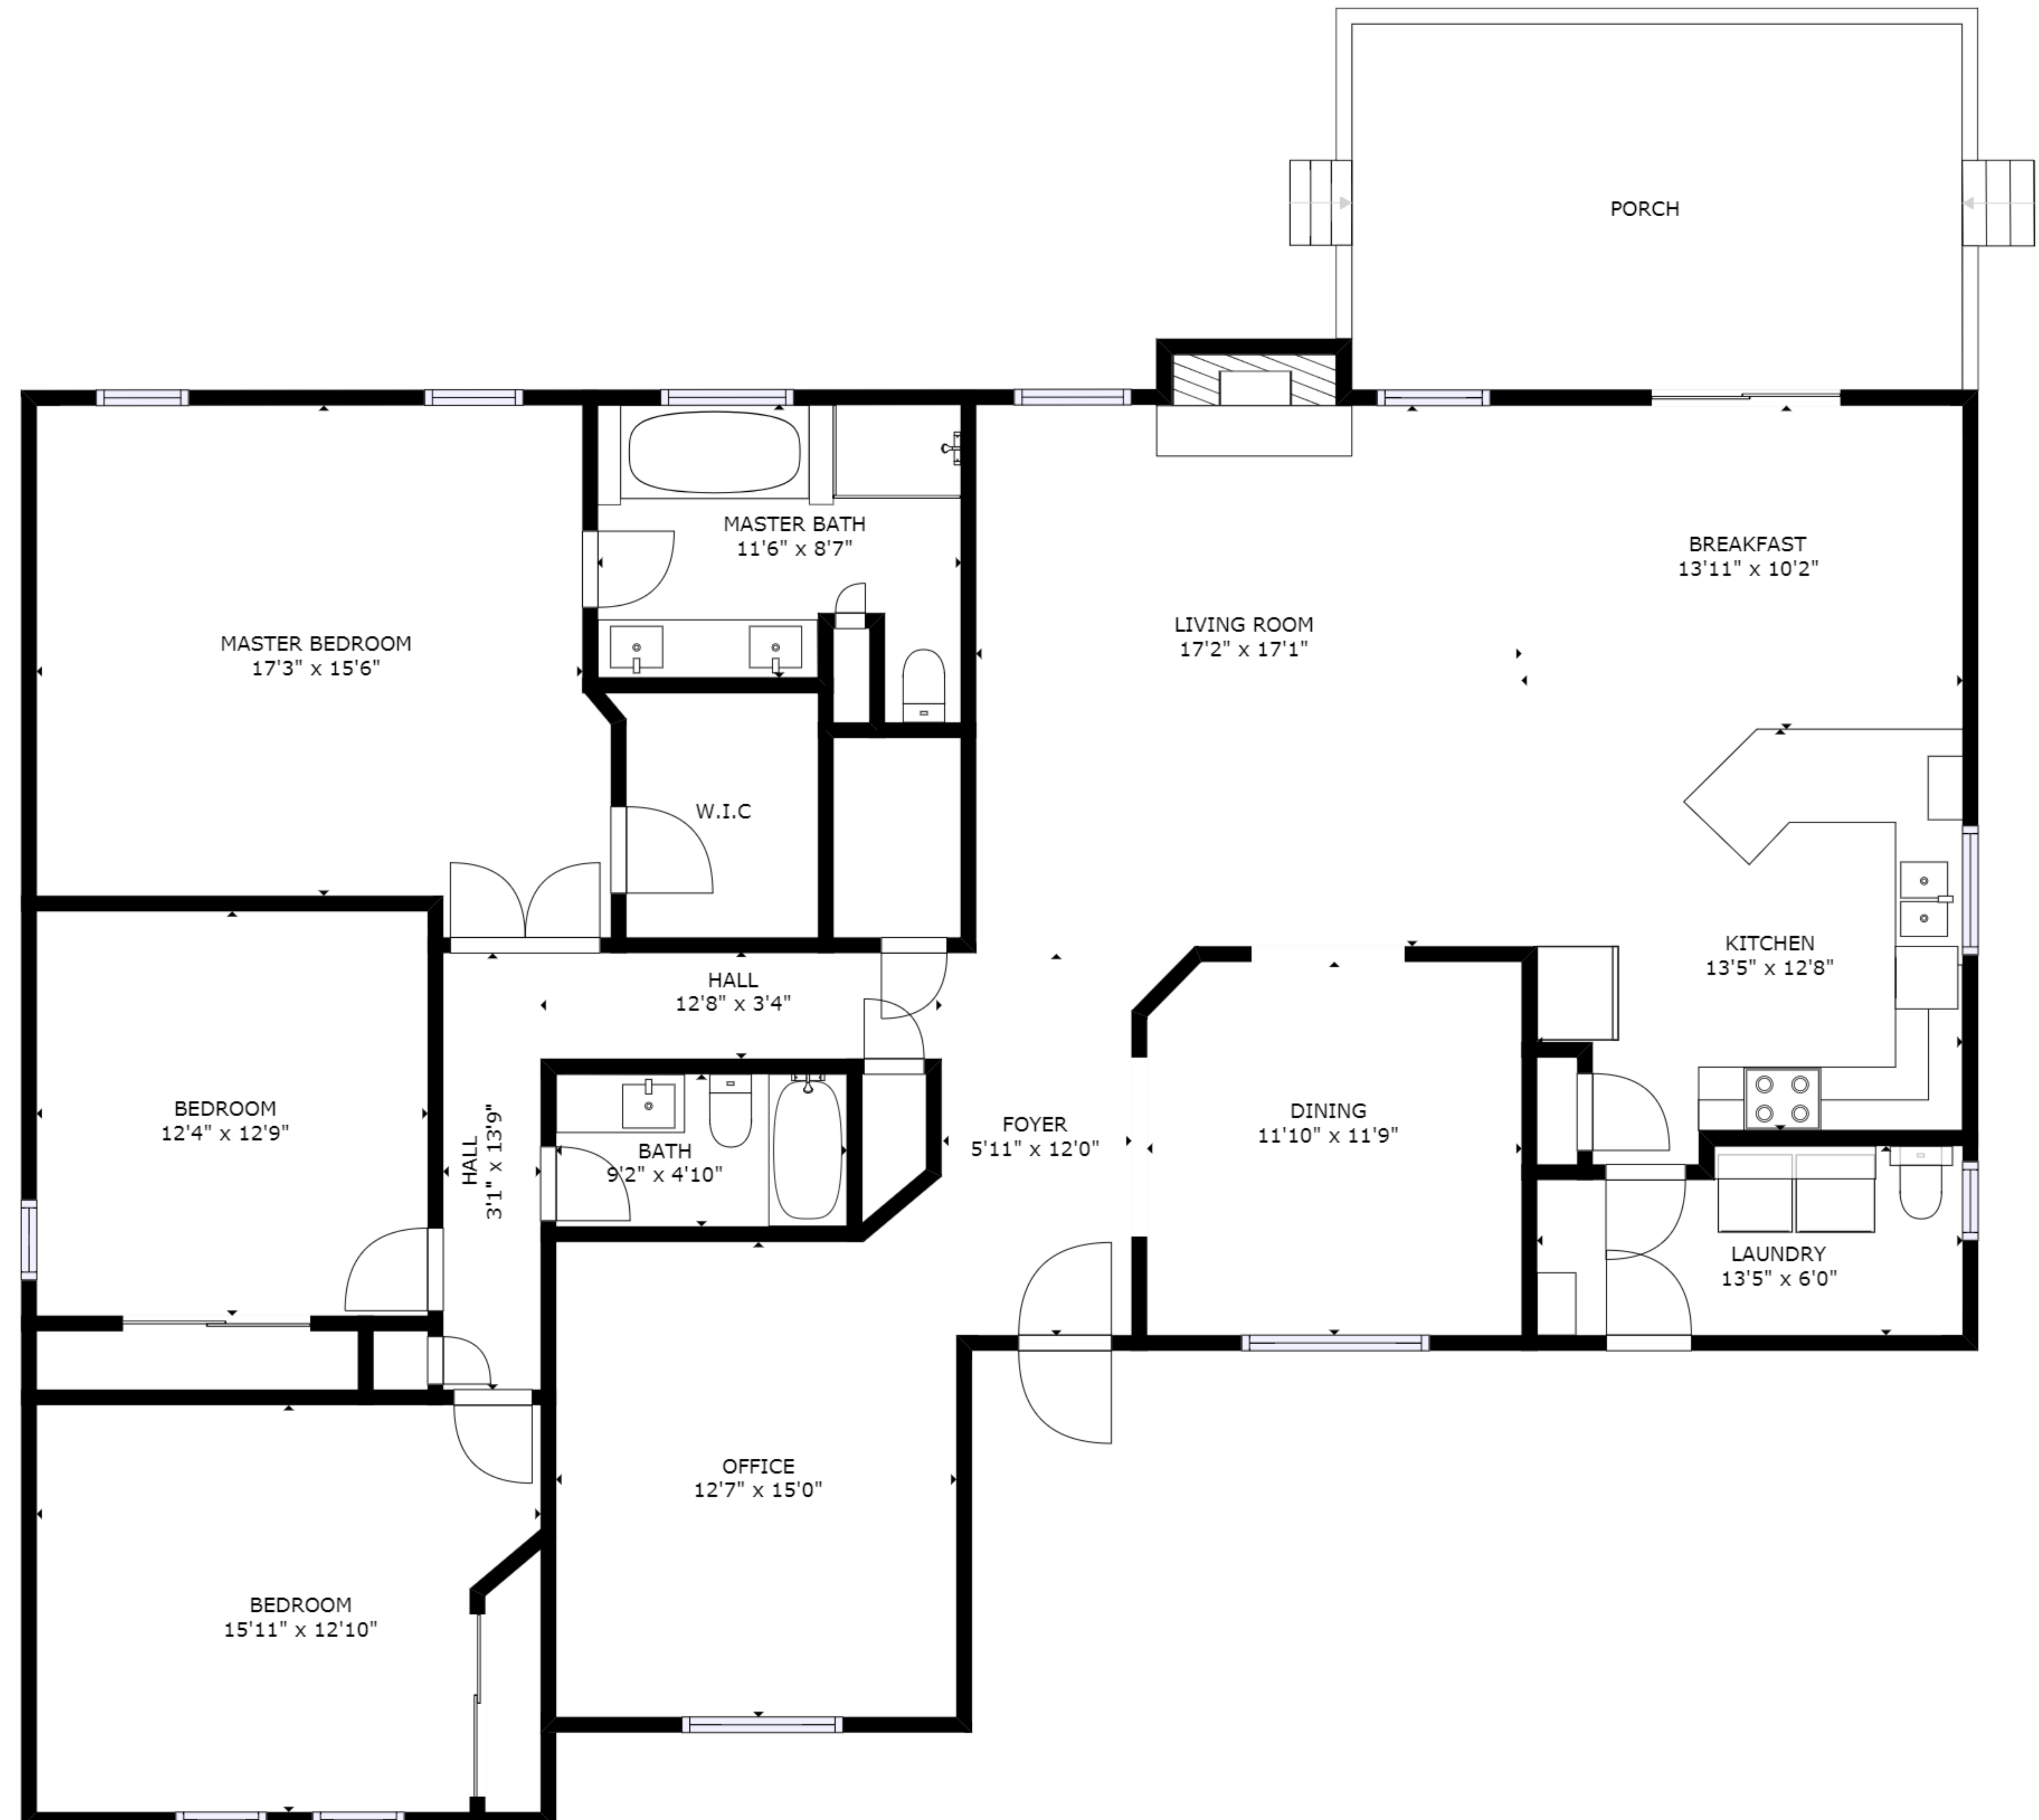 PORCH
MASTER BATH
11'6" x 8'7"
BREAKFAST
13'11" x 10'2"
LIVING ROOM
17'2" x 17'1"
MASTER BEDROOM
17'3" x 15'6"
W.I.C
KITCHEN
13'5" x 12'8"
HALL
12'8" x 3'4"
BEDROOM
12'4" x 12'9"
HALL
3'1" x 13'9"
BATH
9'2" x 4'10"
FOYER
5'11" x 12'0"
DINING
11'10" x 11'9"
LAUNDRY
13'5" x 6'0"
OFFICE
12'7" x 15'0"
BEDROOM
15'11" x 12'10"